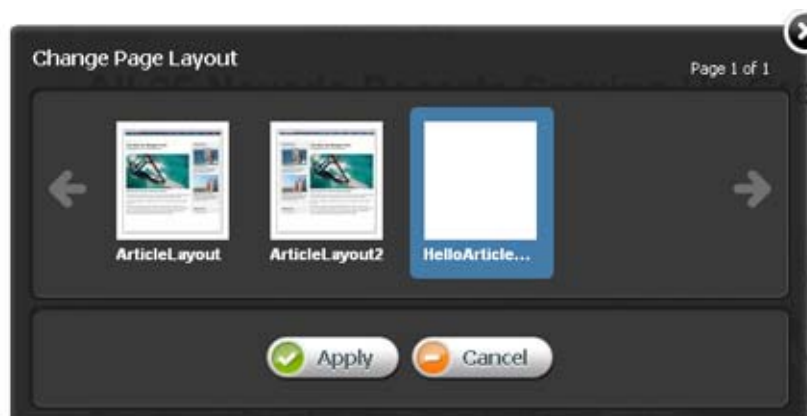 Change Page Layout
Page 1 of 1
ArticleLayout
ArticleLayout2
HelloArticle...
Apply
Cancel